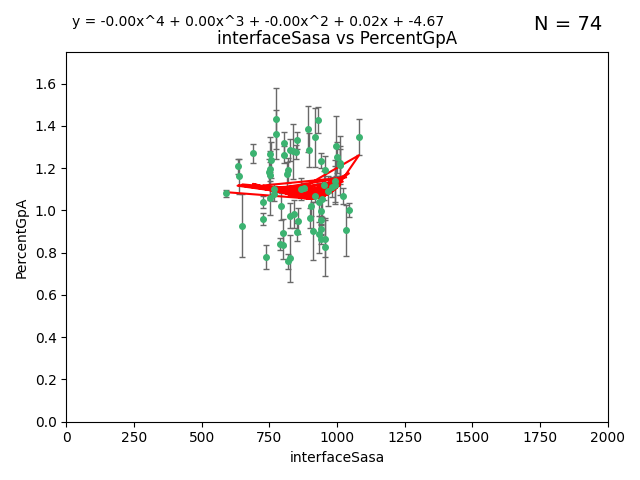 y = -0.00x^4 + 0.00x^3 + -0.00x^2 + 0.02x + -4.67
N = 74
interfaceSasa vs PercentGpA
PercentGpA
1.6
1.4
1.2
1.0
0.8
0.6
0.4
0.2
0.0
0 250 500 750 1000 1250 1500 1750 2000
interfaceSasa